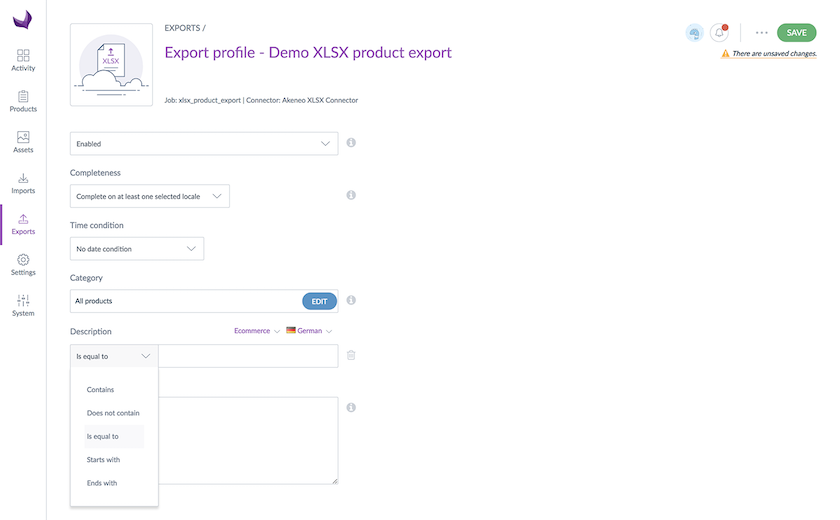 EXPORTS /
Export profile - Demo XLSX product export
SAVE
There are unsaved changes.
XLSX
Job: xlsx_product_export | Connector: Akeneo XLSX Connector
Activity
Products
Assets
Imports
Exports
Settings
System
Enabled
Completeness
Complete on at least one selected locale
Time condition
No date condition
Category
All products
EDIT
Description
Ecommerce
German
Is equal to
Contains
Does not contain
Is equal to
Starts with
Ends with